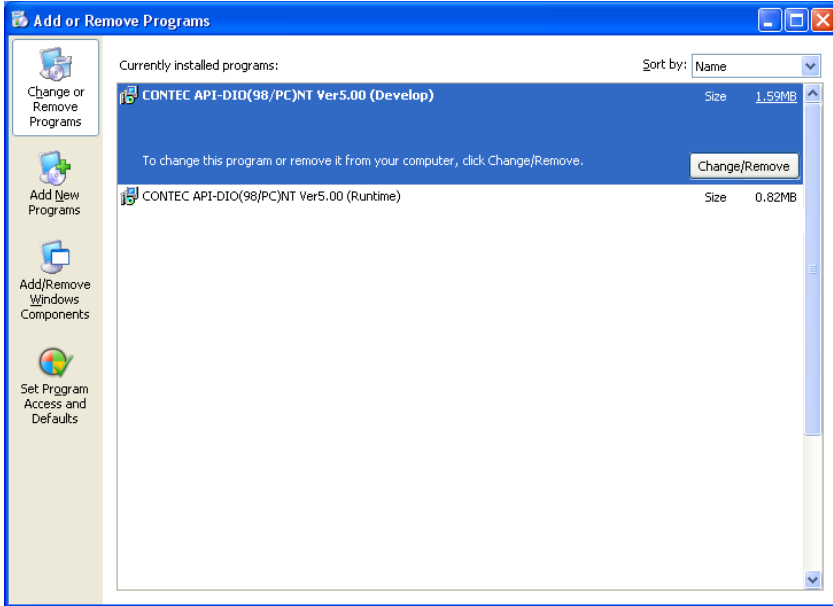 Add or Remove Programs
Change or
Remove
Programs
Add New
Programs
Add/Remove
Windows
Components
Set Program
Access and
Defaults
Currently installed programs:
Sort by: Name
CONTEC API-DIO(98/PC)NT Ver5.00 (Develop) Size 1.59MB
To change this program or remove it from your computer, click Change/Remove. Change/Remove
CONTEC API-DIO(98/PC)NT Ver5.00 (Runtime) Size 0.82MB